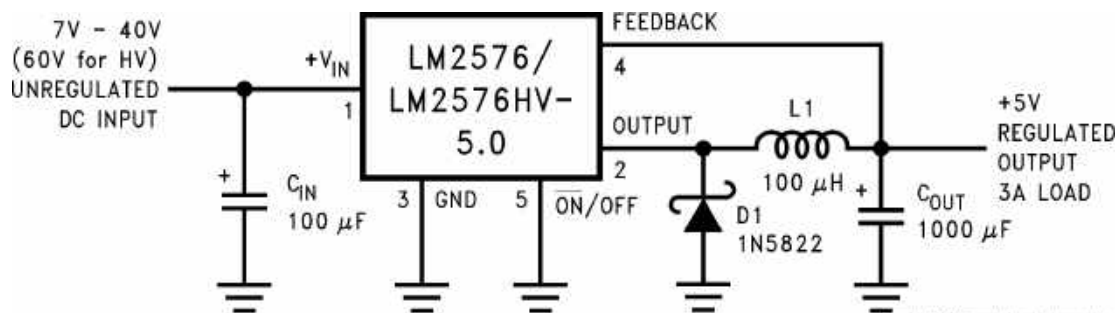 7V - 40V
(60V for HV)
UNREGULATED
DC INPUT
+VIN
1
LM2576/
LM2576HV-
5.0
FEEDBACK
4
OUTPUT
2
L1
100 μH
+5V
REGULATED
OUTPUT
3A LOAD
+
CIN
100 μF
3
GND
5
ON/OFF
D1
1N5822
+
COUT
1000 μF